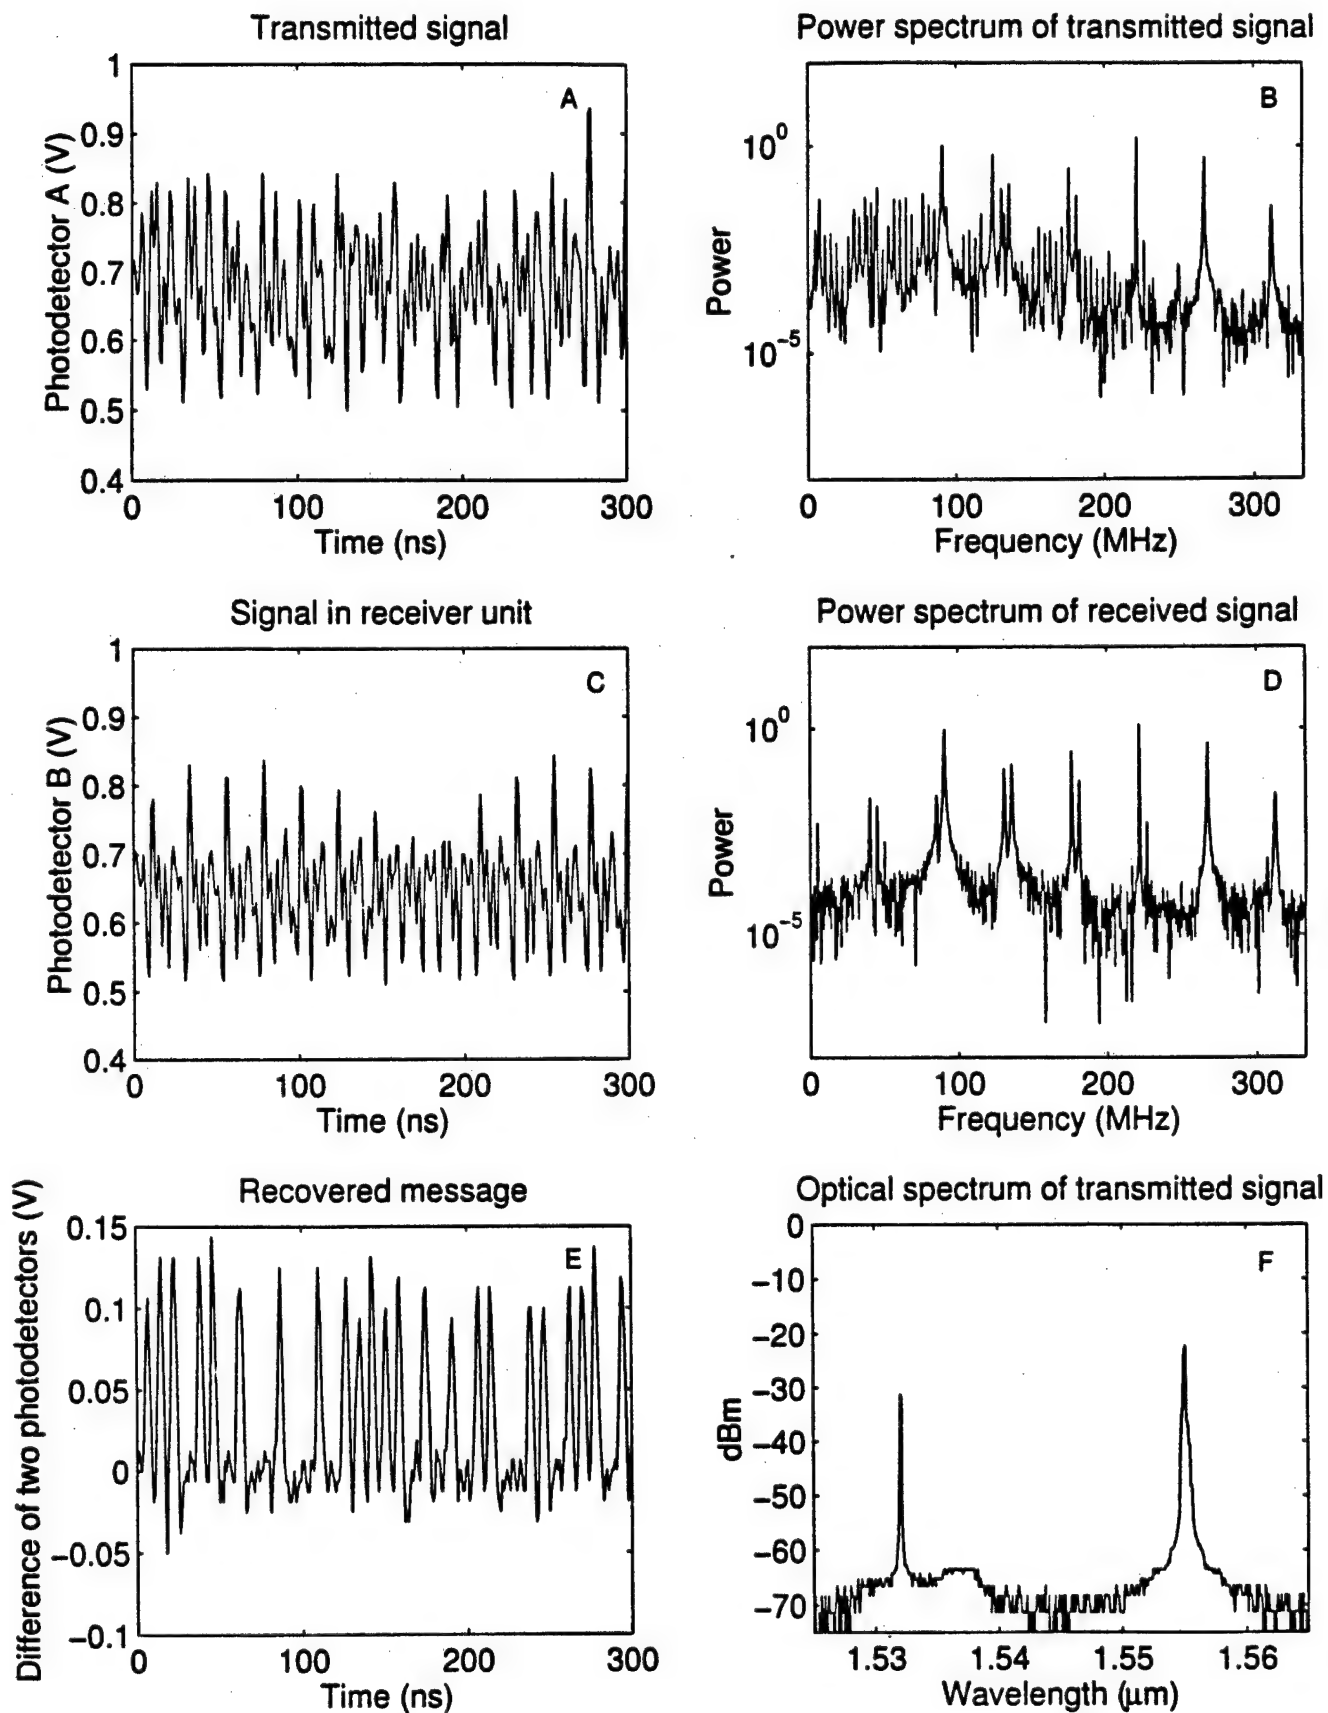 Transmitted signal
A
Photodetector A (V)
1
0.9
0.8
0.7
0.6
0.5
0.4
0 100 200 300
Time (ns)
Power spectrum of transmitted signal
B
Power
10^0
10^-5
0 100 200 300
Frequency (MHz)
Signal in receiver unit
C
Photodetector B (V)
1
0.9
0.8
0.7
0.6
0.5
0.4
0 100 200 300
Time (ns)
Power spectrum of received signal
D
Power
10^0
10^-5
0 100 200 300
Frequency (MHz)
Recovered message
E
Difference of two photodetectors (V)
0.15
0.1
0.05
0
−0.05
−0.1
0 100 200 300
Time (ns)
Optical spectrum of transmitted signal
F
dBm
0
−10
−20
−30
−40
−50
−60
−70
1.53 1.54 1.55 1.56
Wavelength (μm)